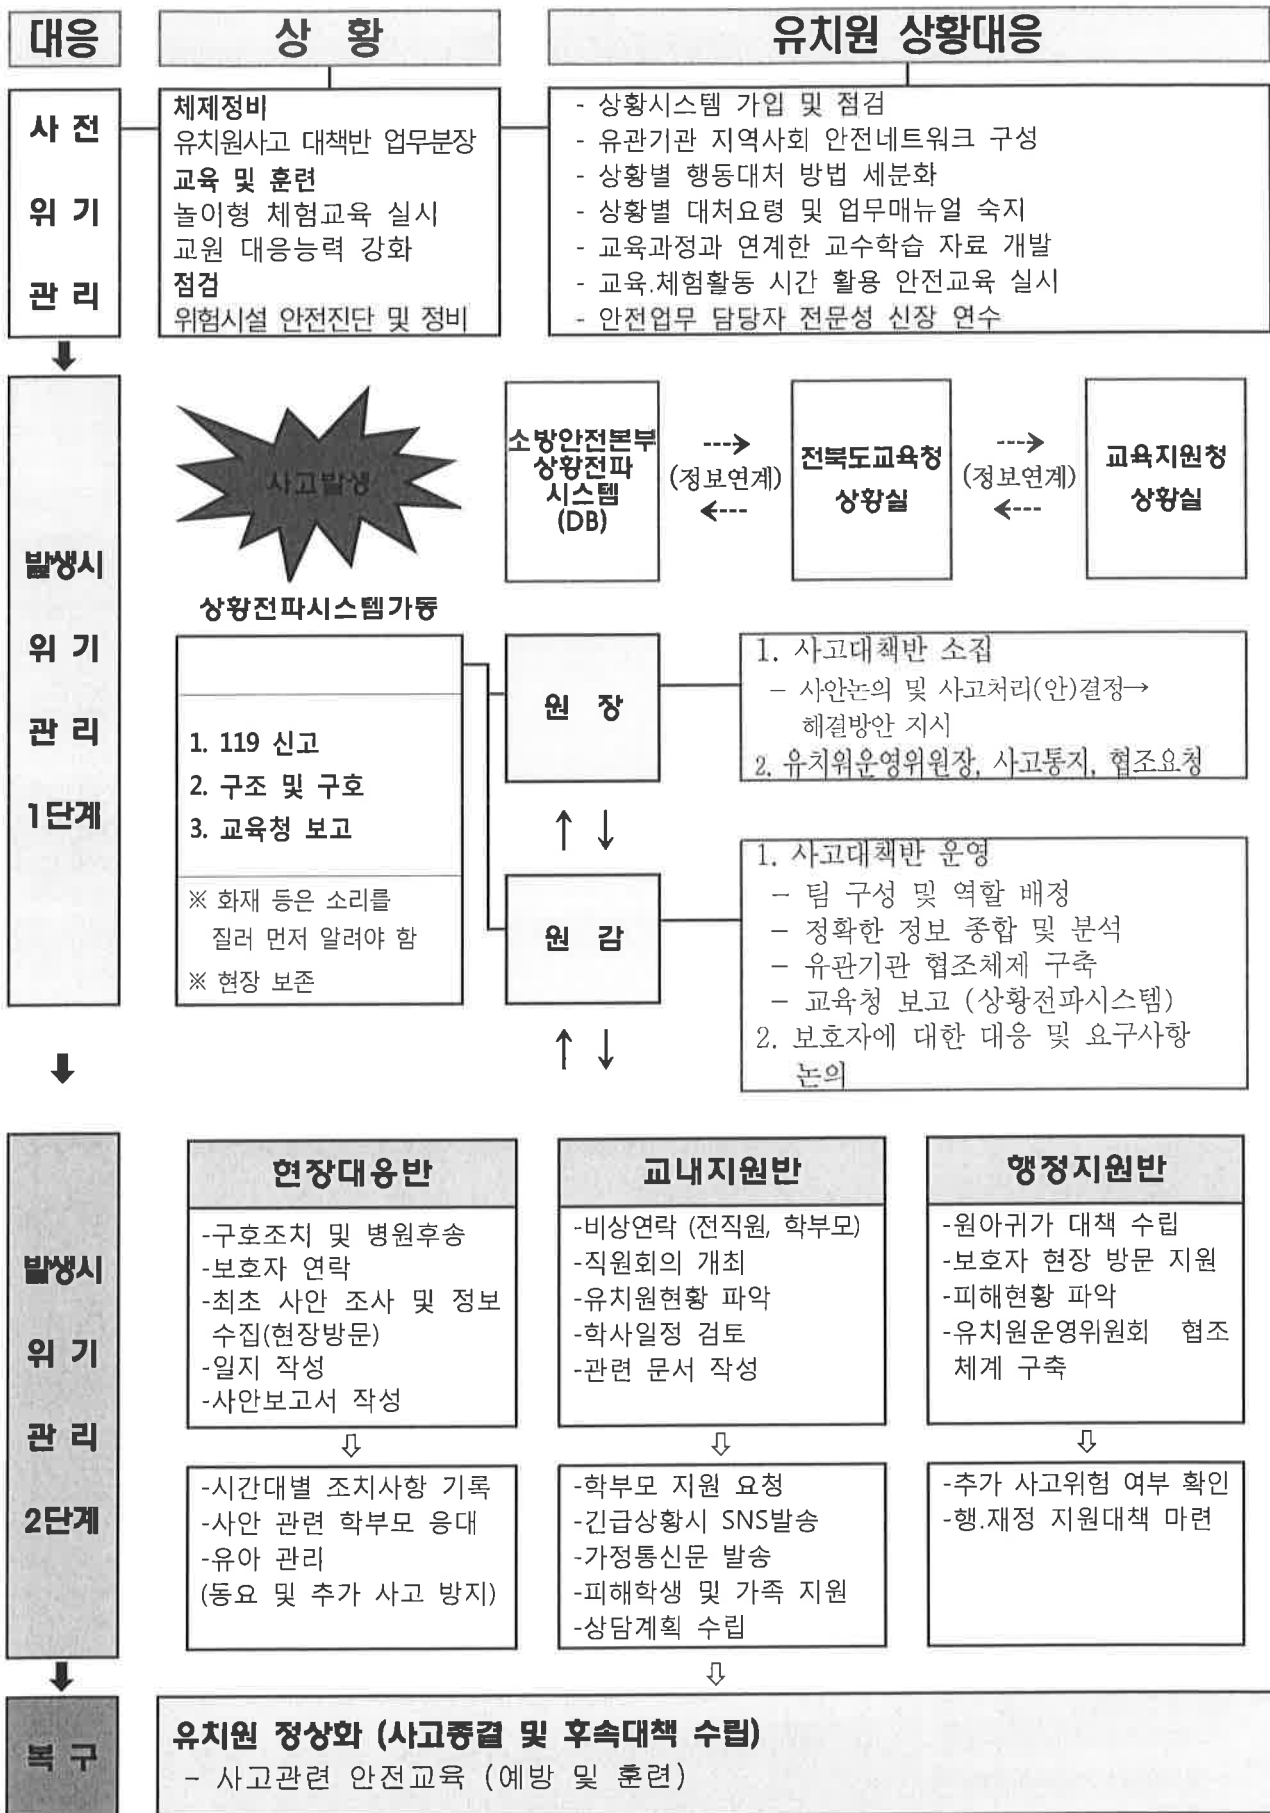 대응
상 황
유치원 상황대응
사 전
위 기
관 리
체제정비
유치원사고 대책반 업무분장
교육 및 훈련
놀이형 체험교육 실시
교원 대응능력 강화
점검
위험시설 안전진단 및 정비
- 상황시스템 가입 및 점검
- 유관기관 지역사회 안전네트워크 구성
- 상황별 행동대처 방법 세분화
- 상황별 대처요령 및 업무매뉴얼 숙지
- 교육과정과 연계한 교수학습 자료 개발
- 교육.체험활동 시간 활용 안전교육 실시
- 안전업무 담당자 전문성 신장 연수
발생시
위 기
관 리
1단계
사고발생
상황전파시스템가동
소방안전본부
상황전파
시스템
(DB)
(정보연계)
전북도교육청
상황실
(정보연계)
교육지원청
상황실
1. 119 신고
2. 구조 및 구호
3. 교육청 보고
※ 화재 등은 소리를
질러 먼저 알려야 함
※ 현장 보존
원 장
1. 사고대책반 소집
- 사안논의 및 사고처리(안)결정→
해결방안 지시
2. 유치원운영위원장, 사고통지, 협조요청
원 감
1. 사고대책반 운영
- 팀 구성 및 역할 배정
- 정확한 정보 종합 및 분석
- 유관기관 협조체제 구축
- 교육청 보고 (상황전파시스템)
2. 보호자에 대한 대응 및 요구사항
논의
발생시
위 기
관 리
2단계
현장대응반
-구호조치 및 병원후송
-보호자 연락
-최초 사안 조사 및 정보
수집(현장방문)
-일지 작성
-사안보고서 작성
-시간대별 조치사항 기록
-사안 관련 학부모 응대
-유아 관리
(동요 및 추가 사고 방지)
교내지원반
-비상연락 (전직원, 학부모)
-직원회의 개최
-유치원현황 파악
-학사일정 검토
-관련 문서 작성
-학부모 지원 요청
-긴급상황시 SNS발송
-가정통신문 발송
-피해학생 및 가족 지원
-상담계획 수립
행정지원반
-원아귀가 대책 수립
-보호자 현장 방문 지원
-피해현황 파악
-유치원운영위원회 협조
체계 구축
-추가 사고위험 여부 확인
-행.재정 지원대책 마련
복 구
유치원 정상화 (사고종결 및 후속대책 수립)
- 사고관련 안전교육 (예방 및 훈련)